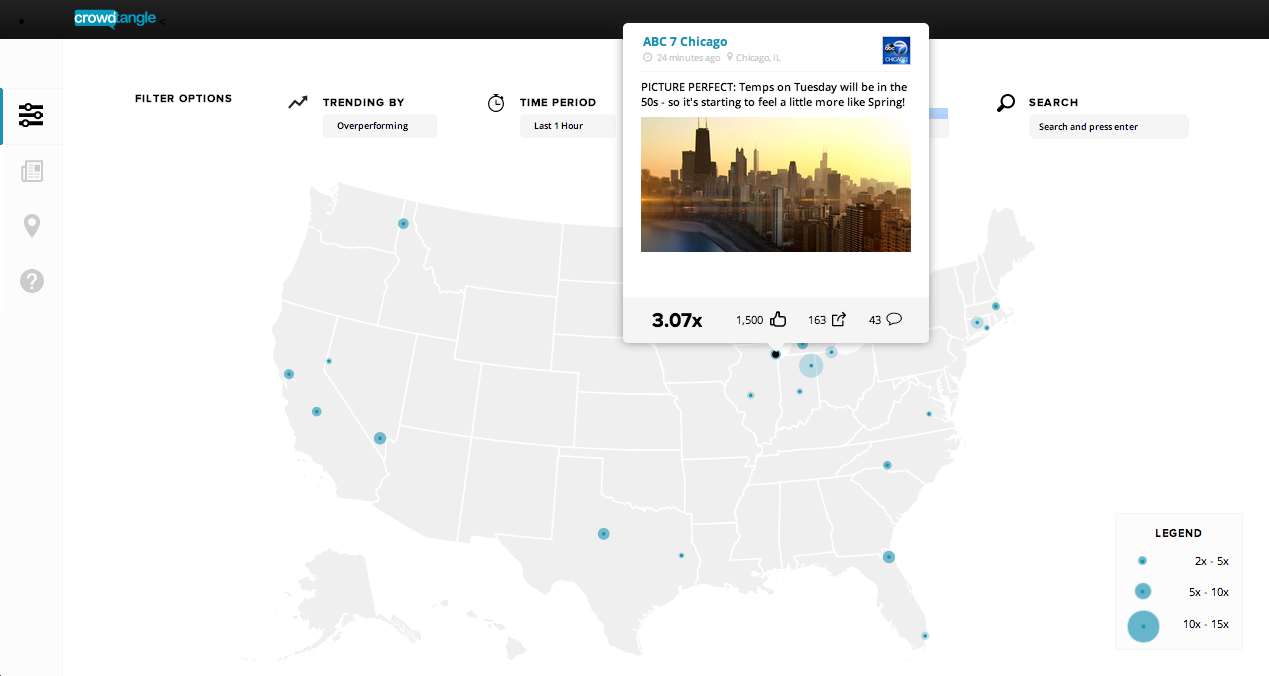 crowdtangle <
ABC 7 Chicago
24 minutes ago Chicago, IL
abc 7
CHICAGO
PICTURE PERFECT: Temps on Tuesday will be in the
50s - so it's starting to feel a little more like Spring!
3.07x 1,500 163 43
FILTER OPTIONS
TRENDING BY
Overperforming
TIME PERIOD
Last 1 Hour
SEARCH
Search and press enter
?
LEGEND
2x - 5x
5x - 10x
10x - 15x